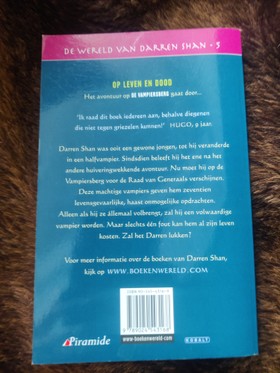 DE WERELD VAN DARREN SHAN - 5
OP LEVEN EN DOOD
Het avontuur op DE VAMPIERSBERG gaat door...
'Ik raad dit boek iedereen aan, behalve diegenen
die niet tegen griezelen kunnen!' HUGO, 9 jaar.
Darren Shan was ooit een gewone jongen, tot hij veranderde
in een halfvampier. Sindsdien beleeft hij het ene na het
andere huiveringwekkende avontuur. Nu moet hij op de
Vampiersberg voor de Raad van Generaals verschijnen.
Deze machtige vampiers geven hem zeventien
levensgevaarlijke, haast onmogelijke opdrachten.
Alleen als hij ze allemaal volbrengt, zal hij een volwaardige
vampier worden. Maar slechts één fout kan hem al zijn leven
kosten. Zal het Darren lukken?
Voor meer informatie over de boeken van Darren Shan,
kijk op WWW.BOEKENWERELD.COM
Piramide
www.boekenwereld.com
KOBALT